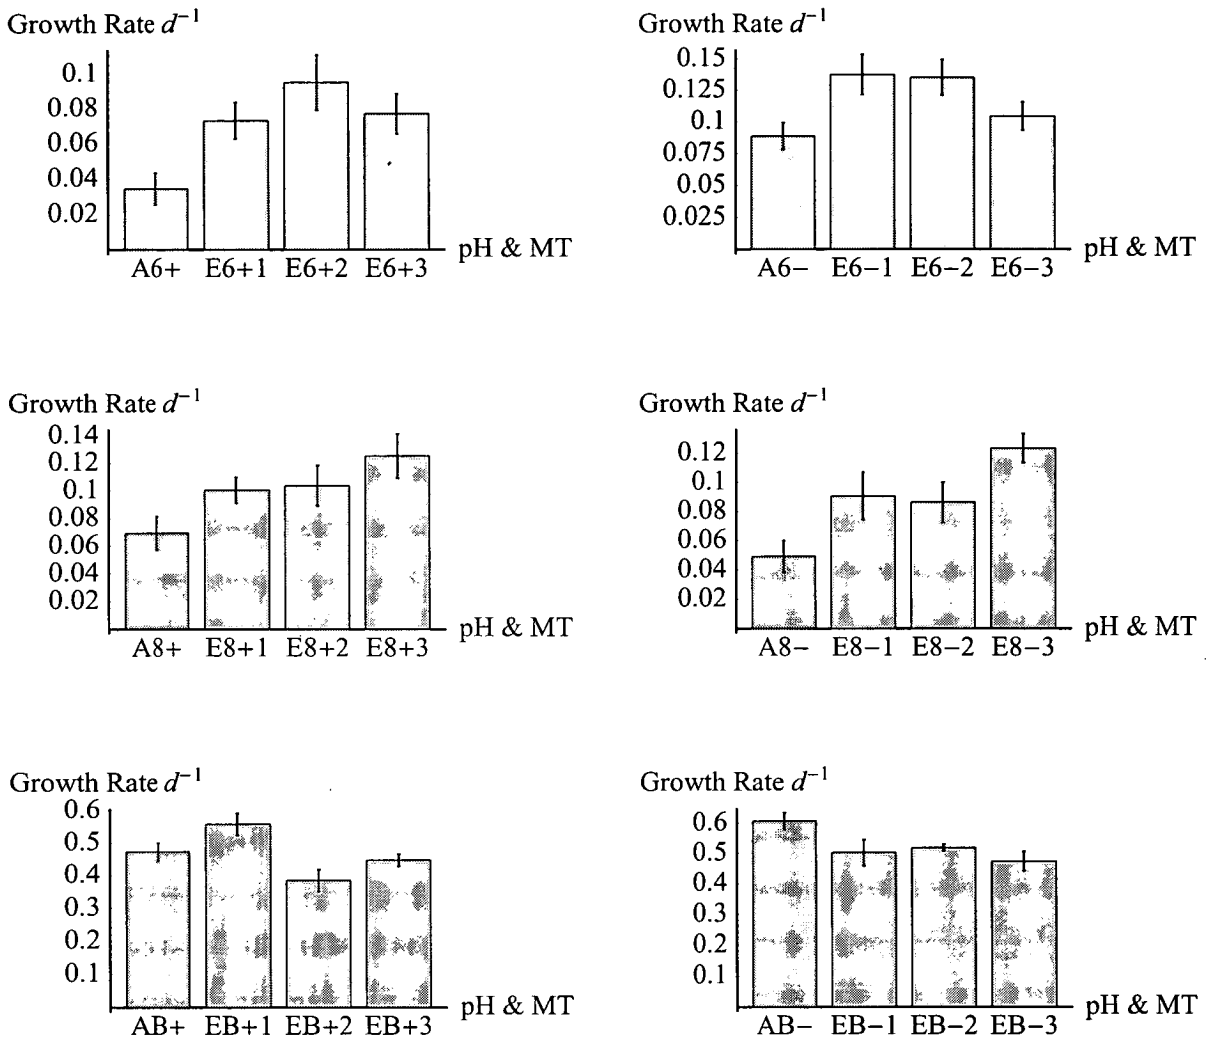 Growth Rate d⁻¹
0.1
0.08
0.06
0.04
0.02
A6+ E6+1 E6+2 E6+3
pH & MT
Growth Rate d⁻¹
0.15
0.125
0.1
0.075
0.05
0.025
A6− E6−1 E6−2 E6−3
pH & MT
Growth Rate d⁻¹
0.14
0.12
0.1
0.08
0.06
0.04
0.02
A8+ E8+1 E8+2 E8+3
pH & MT
Growth Rate d⁻¹
0.12
0.1
0.08
0.06
0.04
0.02
A8− E8−1 E8−2 E8−3
pH & MT
Growth Rate d⁻¹
0.6
0.5
0.4
0.3
0.2
0.1
AB+ EB+1 EB+2 EB+3
pH & MT
Growth Rate d⁻¹
0.6
0.5
0.4
0.3
0.2
0.1
AB− EB−1 EB−2 EB−3
pH & MT